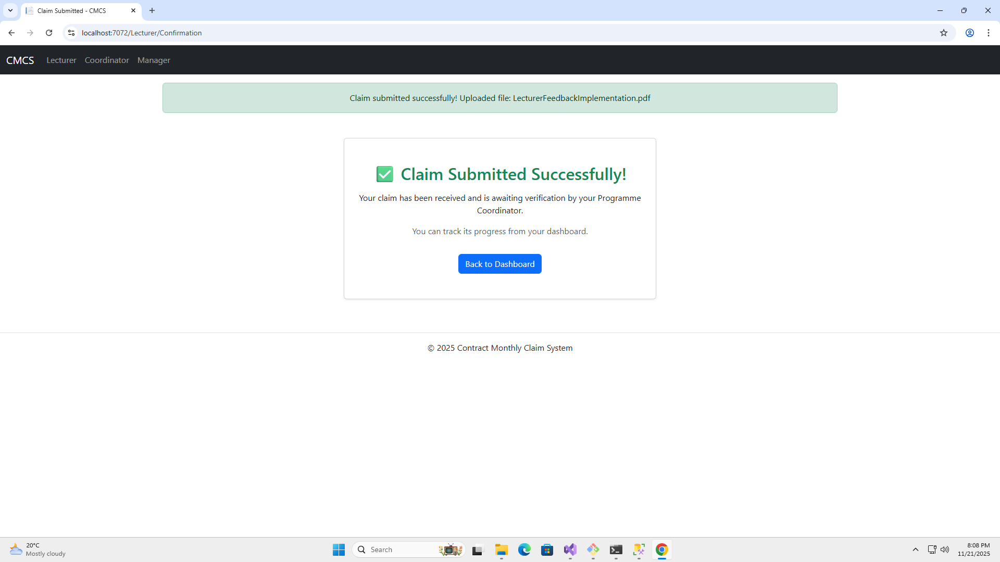 Claim Submitted - CMCS
localhost:7072/Lecturer/Confirmation
CMCS Lecturer Coordinator Manager
Claim submitted successfully! Uploaded file: LecturerFeedbackImplementation.pdf
✅ Claim Submitted Successfully!
Your claim has been received and is awaiting verification by your Programme
Coordinator.
You can track its progress from your dashboard.
Back to Dashboard
© 2025 Contract Monthly Claim System
20°C
Mostly cloudy
Search
8:08 PM
11/21/2025